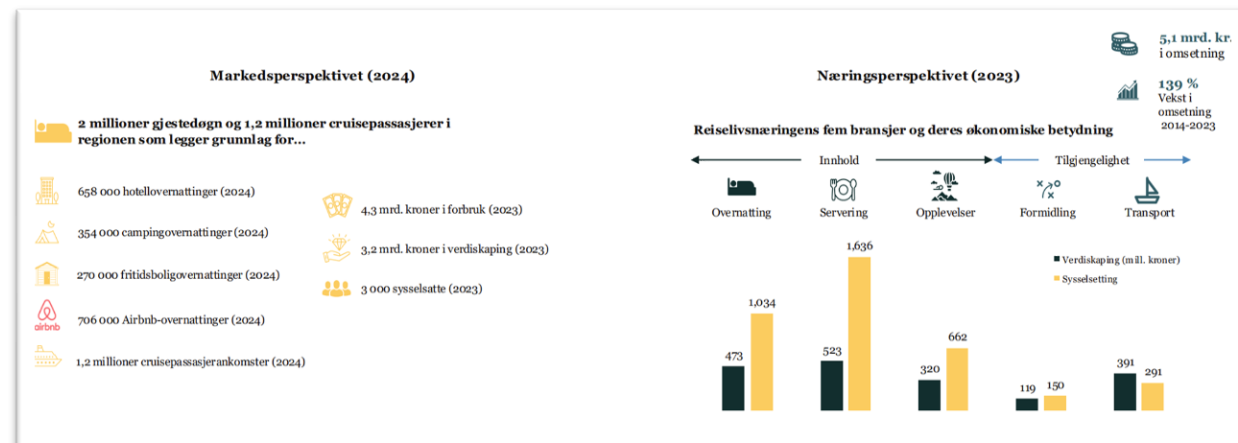 Markedsperspektivet (2024)
2 millioner gjestedøgn og 1,2 millioner cruisepassasjerer i
regionen som legger grunnlag for...
658 000 hotellovernattinger (2024)
354 000 campingovernattinger (2024)
270 000 fritidsboligovernattinger (2024)
airbnb
706 000 Airbnb-overnattinger (2024)
1,2 millioner cruisepassasjerankomster (2024)
4,3 mrd. kroner i forbruk (2023)
3,2 mrd. kroner i verdiskaping (2023)
3 000 sysselsatte (2023)
Næringsperspektivet (2023)
5,1 mrd. kr.
i omsetning
139 %
Vekst i
omsetning
2014-2023
Reiselivsnæringens fem bransjer og deres økonomiske betydning
Innhold
Tilgjengelighet
Overnatting
Servering
Opplevelser
Formidling
Transport
Verdiskaping (mill. kroner)
Sysselsetting
473
1,034
523
1,636
320
662
119
150
391
291